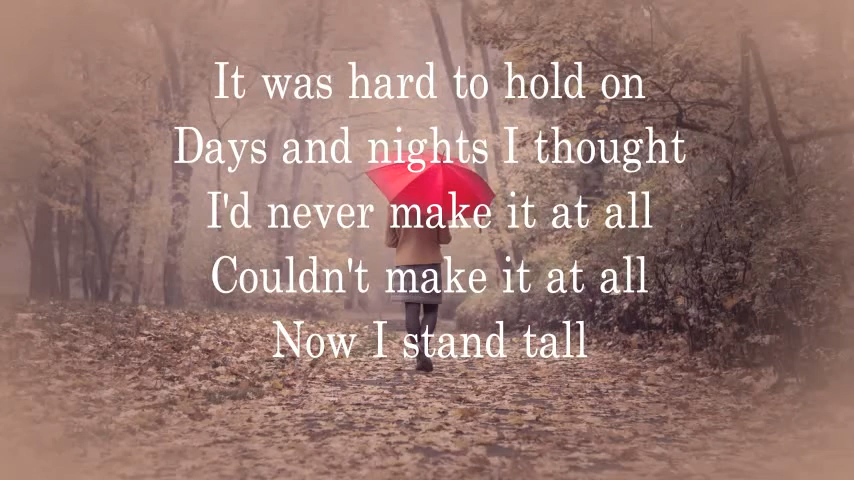 It was hard to hold on
Days and nights I thought
I'd never make it at all
Couldn't make it at all
Now I stand tall